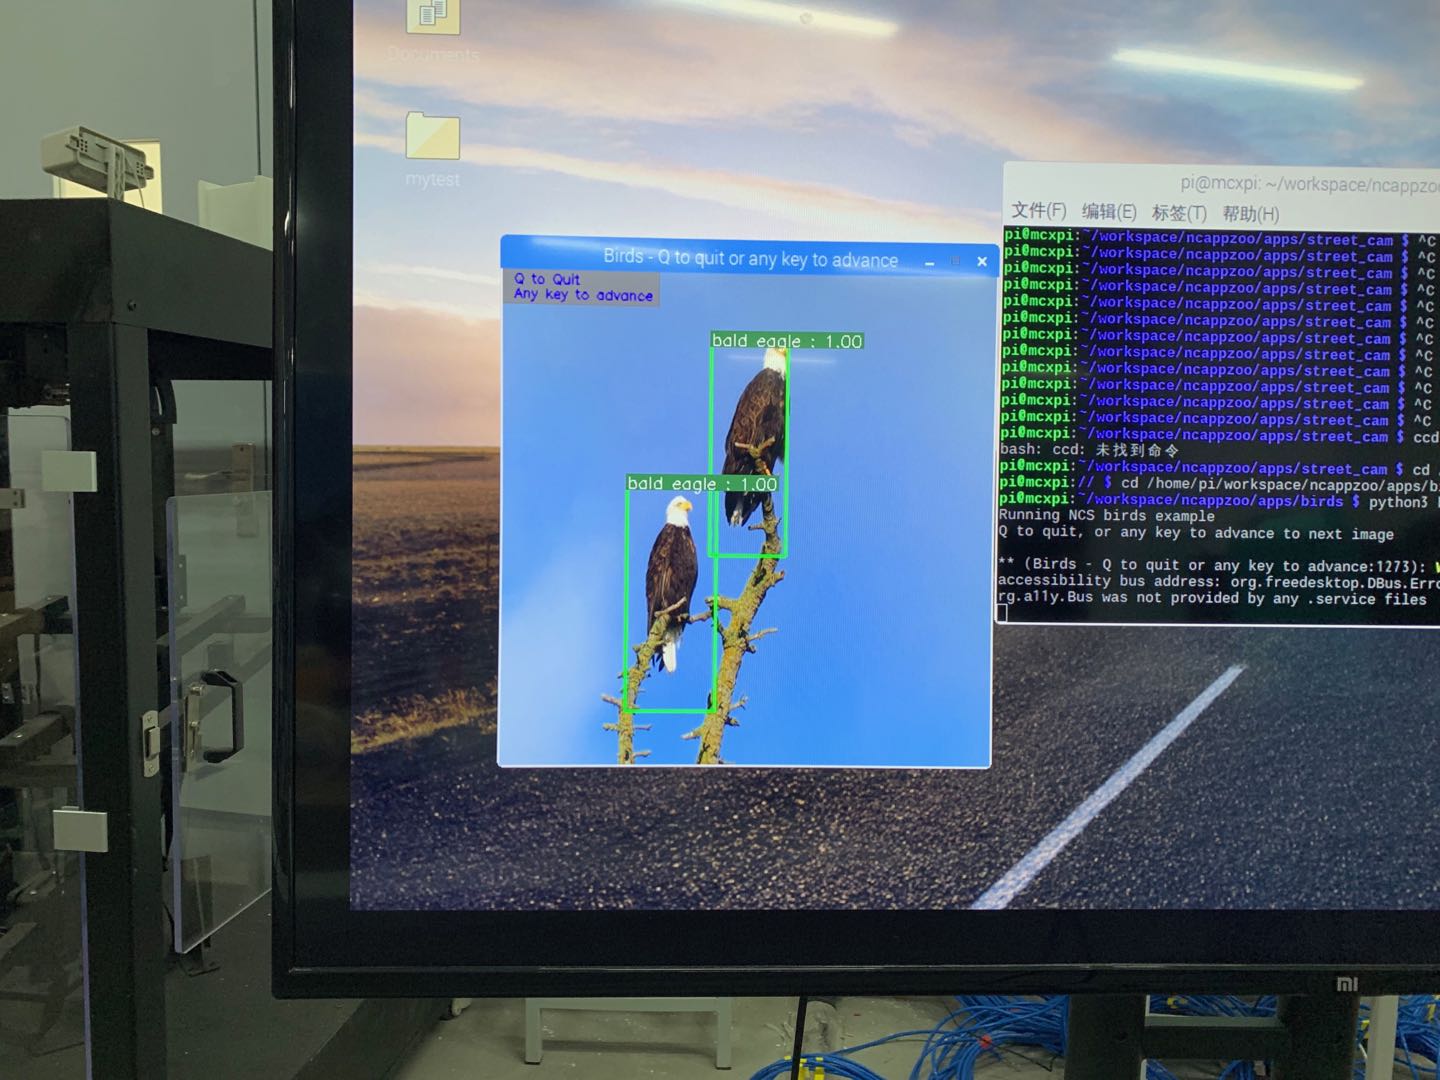 Documents
mytest
Birds - Q to quit or any key to advance
Q to Quit
Any key to advance
bald eagle : 1.00
bald eagle : 1.00
pi@mcxpi: ~/workspace/ncappzoo
文件(F) 编辑(E) 标签(T) 帮助(H)
pi@mcxpi:~/workspace/ncappzoo/apps/street_cam $ ^C
pi@mcxpi:~/workspace/ncappzoo/apps/street_cam $ ^C
pi@mcxpi:~/workspace/ncappzoo/apps/street_cam $ ^C
pi@mcxpi:~/workspace/ncappzoo/apps/street_cam $ ^C
pi@mcxpi:~/workspace/ncappzoo/apps/street_cam $ ^C
pi@mcxpi:~/workspace/ncappzoo/apps/street_cam $ ^C
pi@mcxpi:~/workspace/ncappzoo/apps/street_cam $ ^C
pi@mcxpi:~/workspace/ncappzoo/apps/street_cam $ ^C
pi@mcxpi:~/workspace/ncappzoo/apps/street_cam $ ^C
pi@mcxpi:~/workspace/ncappzoo/apps/street_cam $ ^C
pi@mcxpi:~/workspace/ncappzoo/apps/street_cam $ ^C
pi@mcxpi:~/workspace/ncappzoo/apps/street_cam $ ^C
pi@mcxpi:~/workspace/ncappzoo/apps/street_cam $ ccd
bash: ccd: 未找到命令
pi@mcxpi:~/workspace/ncappzoo/apps/street_cam $ cd
pi@mcxpi:// $ cd /home/pi/workspace/ncappzoo/apps/b
pi@mcxpi:~/workspace/ncappzoo/apps/birds $ python3
Running NCS birds example
Q to quit, or any key to advance to next image
** (Birds - Q to quit or any key to advance:1273):
accessibility bus address: org.freedesktop.DBus.Erro
rg.a11y.Bus was not provided by any .service files
mi